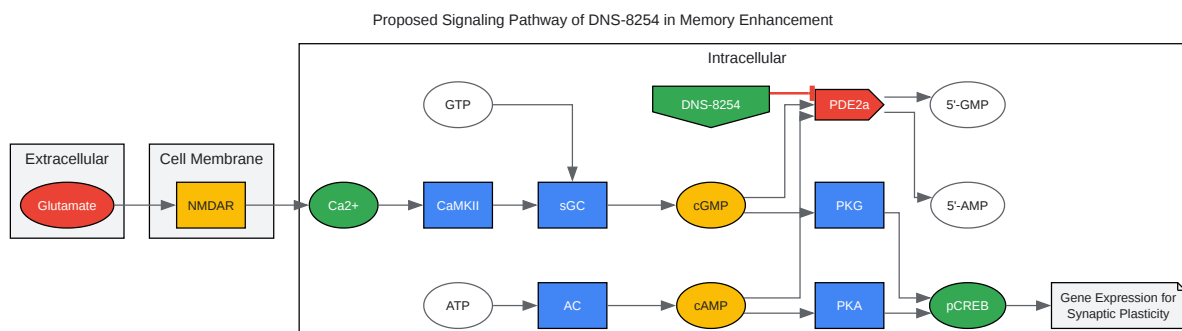 Proposed Signaling Pathway of DNS-8254 in Memory Enhancement
Intracellular
GTP
DNS-8254
PDE2a
5'-GMP
Extracellular
Cell Membrane
Glutamate
NMDAR
Ca2+
CaMKII
sGC
cGMP
PKG
5'-AMP
ATP
AC
cAMP
PKA
pCREB
Gene Expression for
Synaptic Plasticity